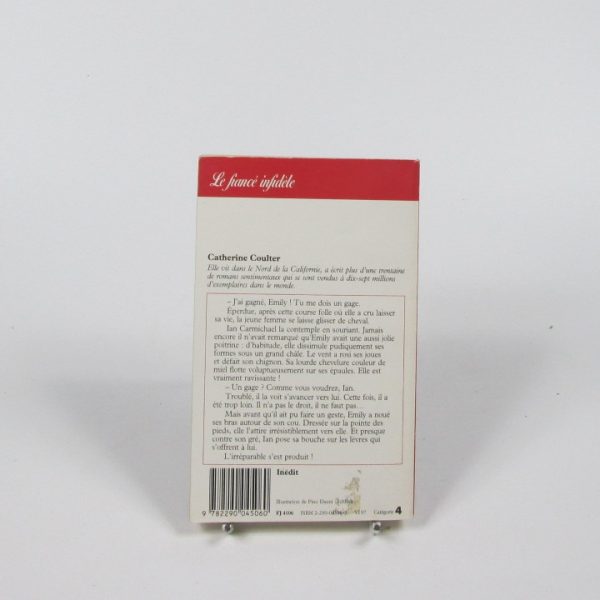 Le fiancé infidèle
Catherine Coulter
Elle vit dans le Nord de la Californie, a écrit plus d'une trentaine
de romans sentimentaux qui se sont vendus à dix-sept millions
d'exemplaires dans le monde.
– J'ai gagné, Emily ! Tu me dois un gage.
Éperdue, après cette course folle où elle a cru laisser
sa vie, la jeune femme se laisse glisser de cheval.
Ian Carmichael la contemple en souriant. Jamais
encore il n'avait remarqué qu'Emily avait une aussi jolie
poitrine : d'habitude, elle dissimule pudiquement ses
formes sous un grand châle. Le vent a rosi ses joues
et défait son chignon. Sa lourde chevelure couleur de
miel flotte voluptueusement sur ses épaules. Elle est
vraiment ravissante !
– Un gage ? Comme vous voudrez, Ian.
Troublé, il la voit s'avancer vers lui. Cette fois, il a
été trop loin. Il n'a pas le droit, il ne faut pas...
Mais avant qu'il ait pu faire un geste, Emily a noué
ses bras autour de son cou. Dressée sur la pointe des
pieds, elle l'attire irrésistiblement vers elle. Et presque
contre son gré, Ian pose sa bouche sur les lèvres qui
s'offrent à lui.
L'irréparable s'est produit !
Inédit
Illustration de Pino Daeni
9 782290 045060
Catégorie 4